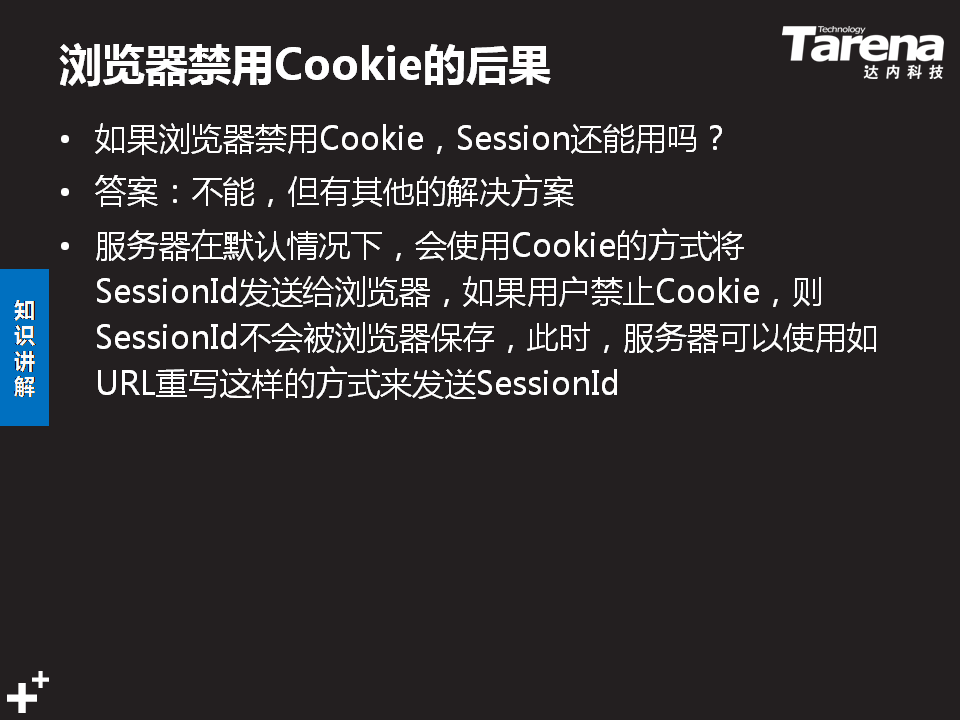 浏览器禁用Cookie的后果
Technology
Tarena
达内科技
• 如果浏览器禁用Cookie，Session还能用吗？
• 答案：不能，但有其他的解决方案
• 服务器在默认情况下，会使用Cookie的方式将
SessionId发送给浏览器，如果用户禁止Cookie，则
SessionId不会被浏览器保存，此时，服务器可以使用如
URL重写这样的方式来发送SessionId
知识讲解